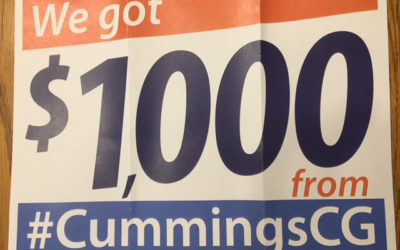 We got
$1,000
from
#CummingsCG